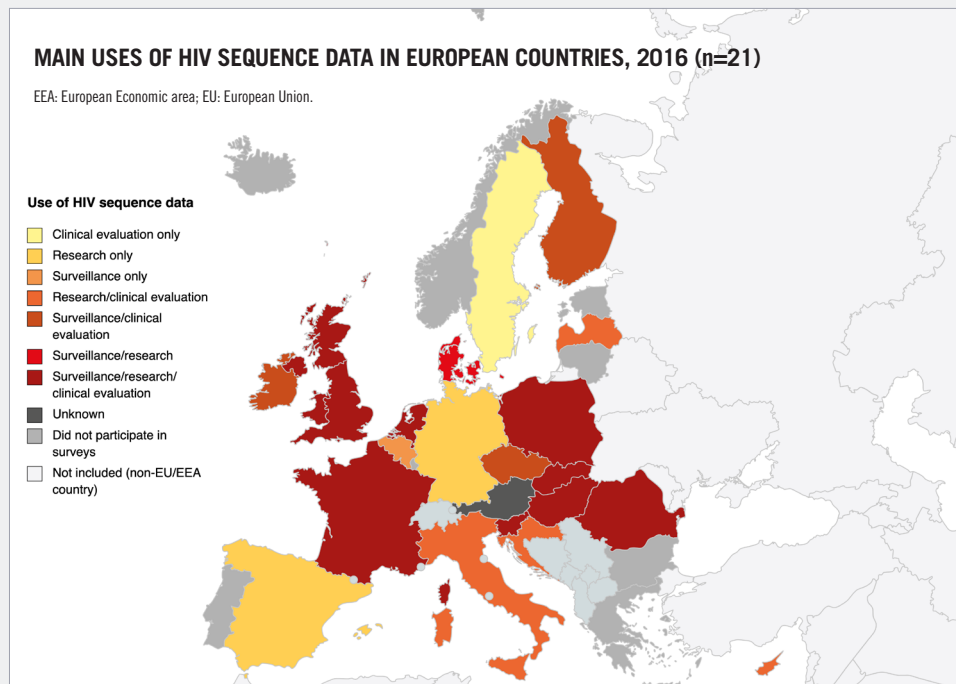 MAIN USES OF HIV SEQUENCE DATA IN EUROPEAN COUNTRIES, 2016 (n=21)
EEA: European Economic area; EU: European Union.
Use of HIV sequence data
Clinical evaluation only
Research only
Surveillance only
Research/clinical evaluation
Surveillance/clinical
evaluation
Surveillance/research
Surveillance/research/
clinical evaluation
Unknown
Did not participate in
surveys
Not included (non-EU/EEA
country)